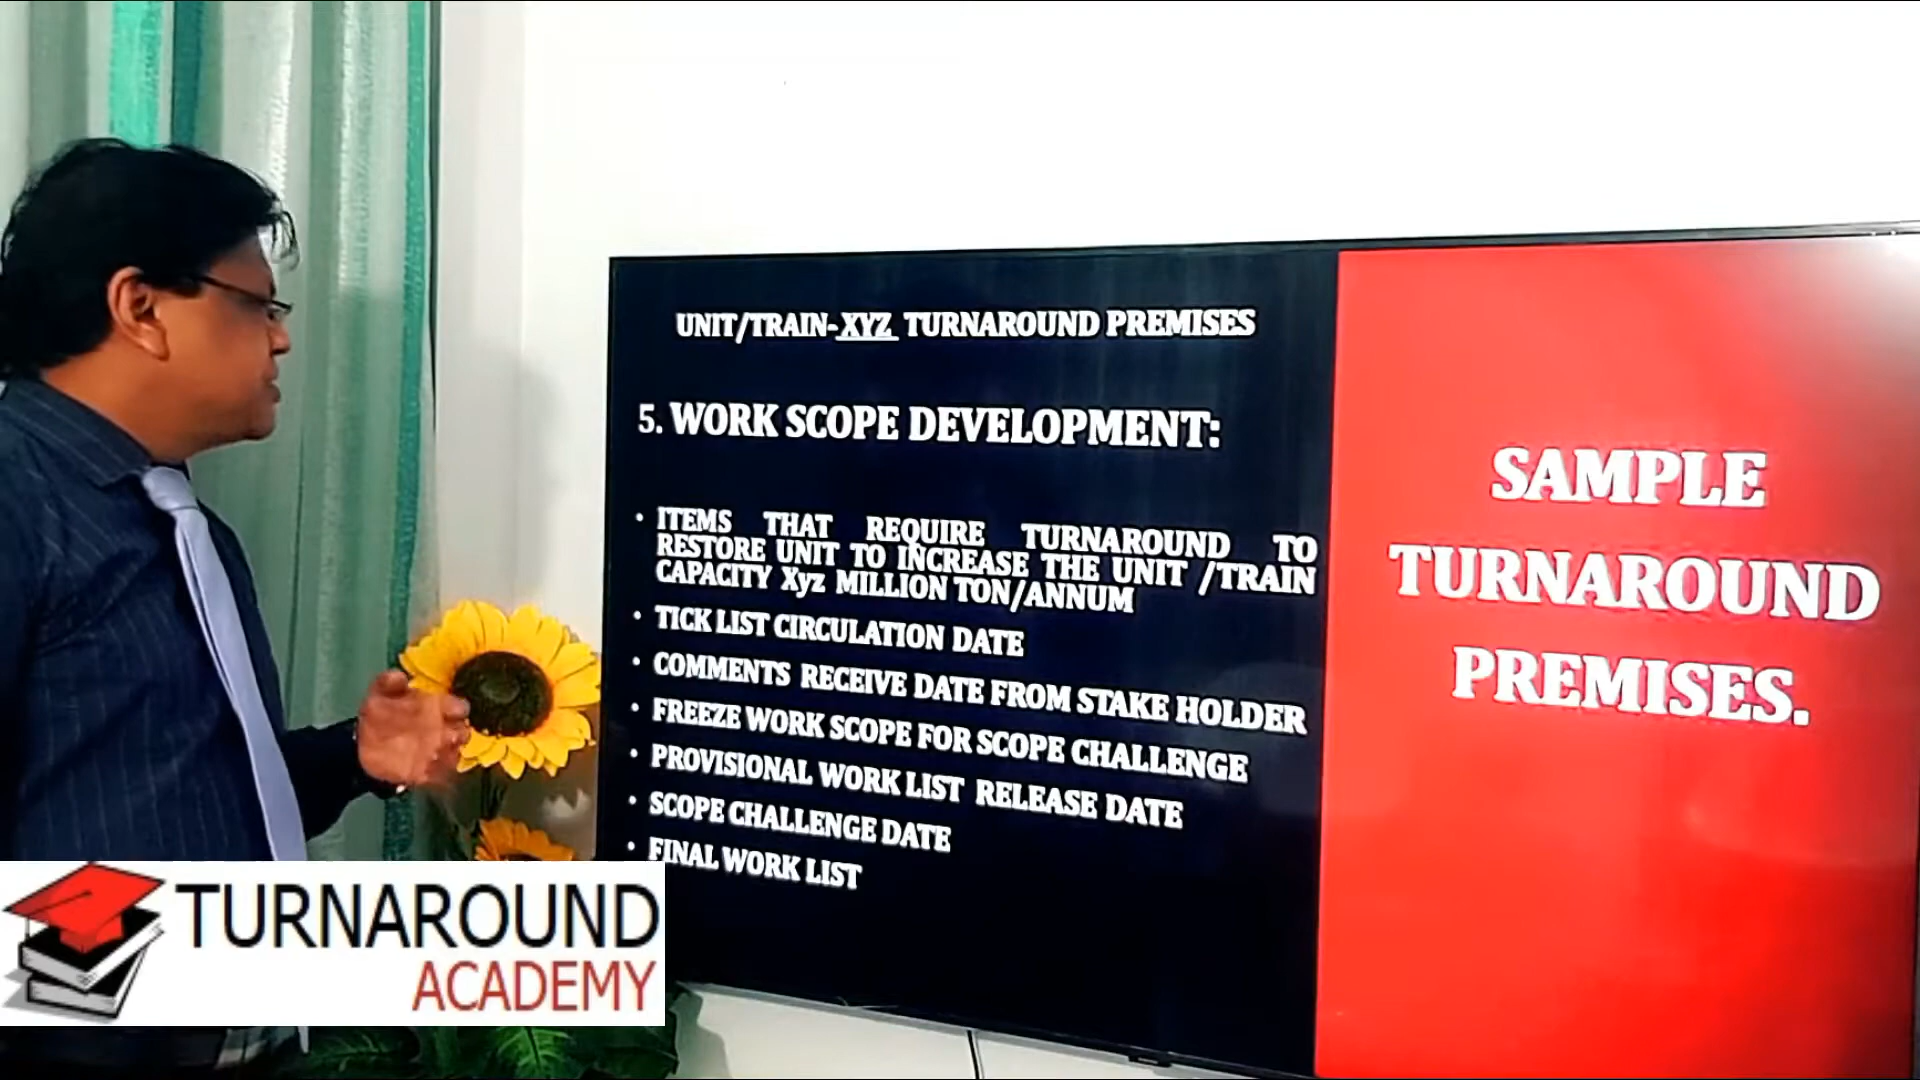 UNIT/TRAIN-XYZ TURNAROUND PREMISES
5. WORK SCOPE DEVELOPMENT:
• ITEMS THAT REQUIRE TURNAROUND TO
RESTORE UNIT TO INCREASE THE UNIT /TRAIN
CAPACITY Xyz MILLION TON/ANNUM
• TICK LIST CIRCULATION DATE
• COMMENTS RECEIVE DATE FROM STAKE HOLDER
• FREEZE WORK SCOPE FOR SCOPE CHALLENGE
• PROVISIONAL WORK LIST RELEASE DATE
• SCOPE CHALLENGE DATE
• FINAL WORK LIST
SAMPLE
TURNAROUND
PREMISES.
TURNAROUND
ACADEMY